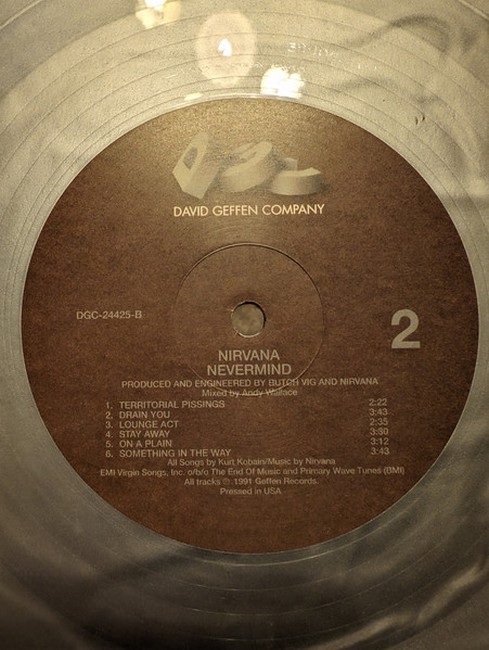 DGC
DAVID GEFFEN COMPANY
DGC-24425-B
2
NIRVANA
NEVERMIND
PRODUCED AND ENGINEERED BY BUTCH VIG AND NIRVANA
Mixed by Andy Wallace
1. TERRITORIAL PISSINGS 2:22
2. DRAIN YOU 3:43
3. LOUNGE ACT 2:35
4. STAY AWAY 3:30
5. ON A PLAIN 3:12
6. SOMETHING IN THE WAY 3:43
All Songs by Kurt Kobain/Music by Nirvana
EMI Virgin Songs, Inc. o/b/o The End Of Music and Primary Wave Tunes (BMI)
All tracks ℗ 1991 Geffen Records.
Pressed in USA